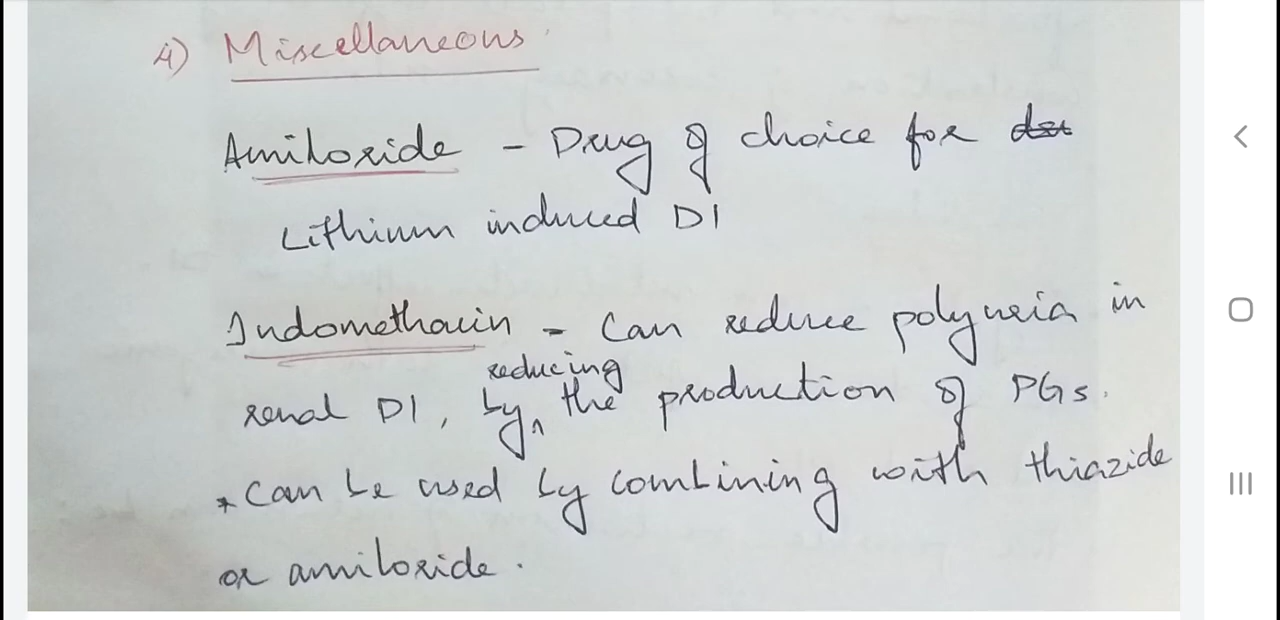 4) Miscellaneous
Amiloride - Drug of choice for
Lithium induced DI
Indomethacin - Can reduce polyuria in
reducing
renal DI, by the production of PGs.
* Can be used by combining with thiazide
or amiloride.